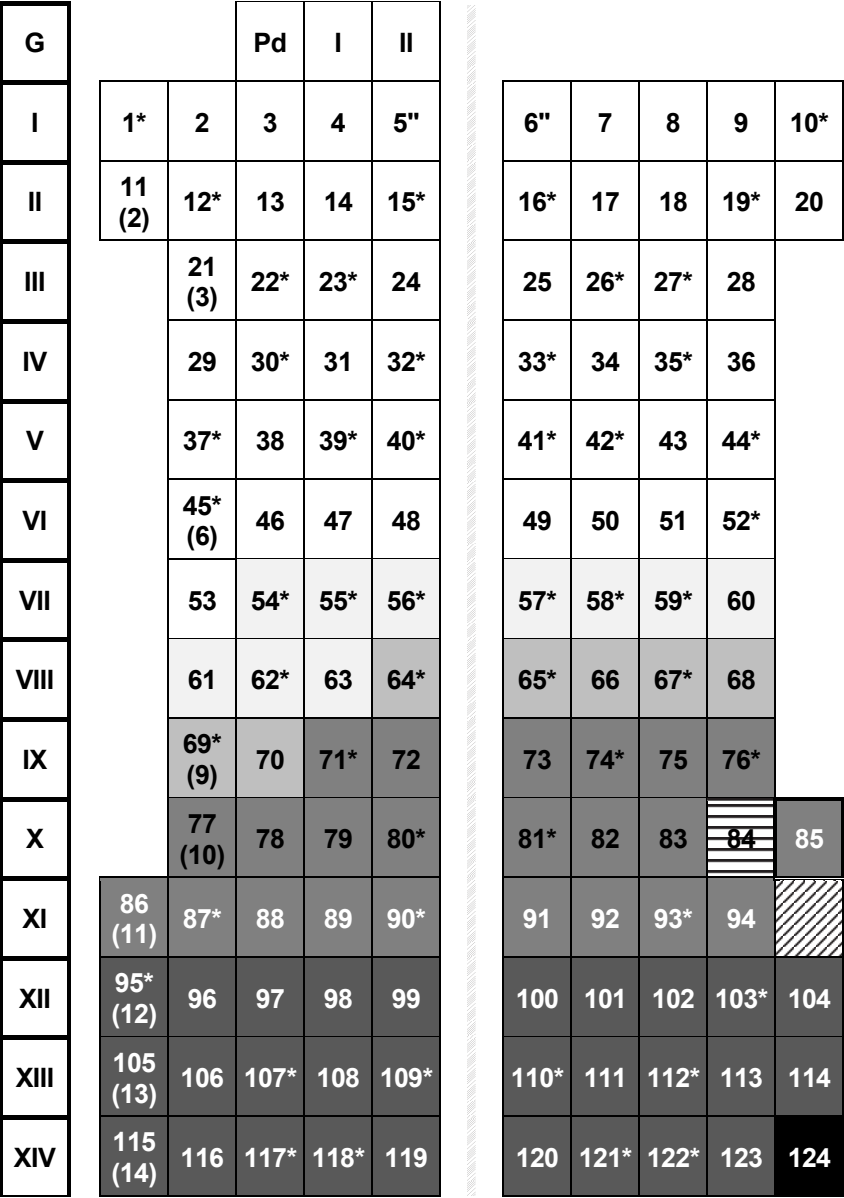 G Pd I II
I 1* 2 3 4 5" 6" 7 8 9 10*
II 11 (2) 12* 13 14 15* 16* 17 18 19* 20
III 21 (3) 22* 23* 24 25 26* 27* 28
IV 29 30* 31 32* 33* 34 35* 36
V 37* 38 39* 40* 41* 42* 43 44*
VI 45* (6) 46 47 48 49 50 51 52*
VII 53 54* 55* 56* 57* 58* 59* 60
VIII 61 62* 63 64* 65* 66 67* 68
IX 69* (9) 70 71* 72 73 74* 75 76*
X 77 (10) 78 79 80* 81* 82 83 84 85
XI 86 (11) 87* 88 89 90* 91 92 93* 94
XII 95* (12) 96 97 98 99 100 101 102 103* 104
XIII 105 (13) 106 107* 108 109* 110* 111 112* 113 114
XIV 115 (14) 116 117* 118* 119 120 121* 122* 123 124